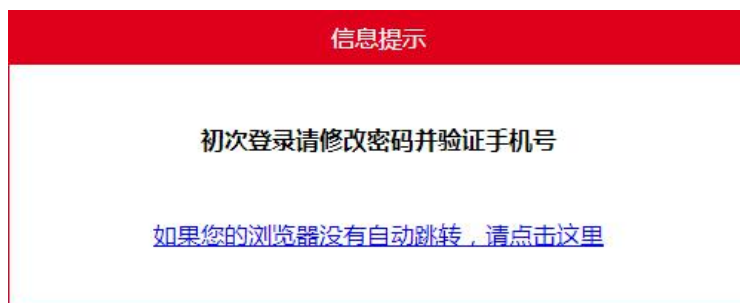 信息提示
初次登录请修改密码并验证手机号
如果您的浏览器没有自动跳转，请点击这里